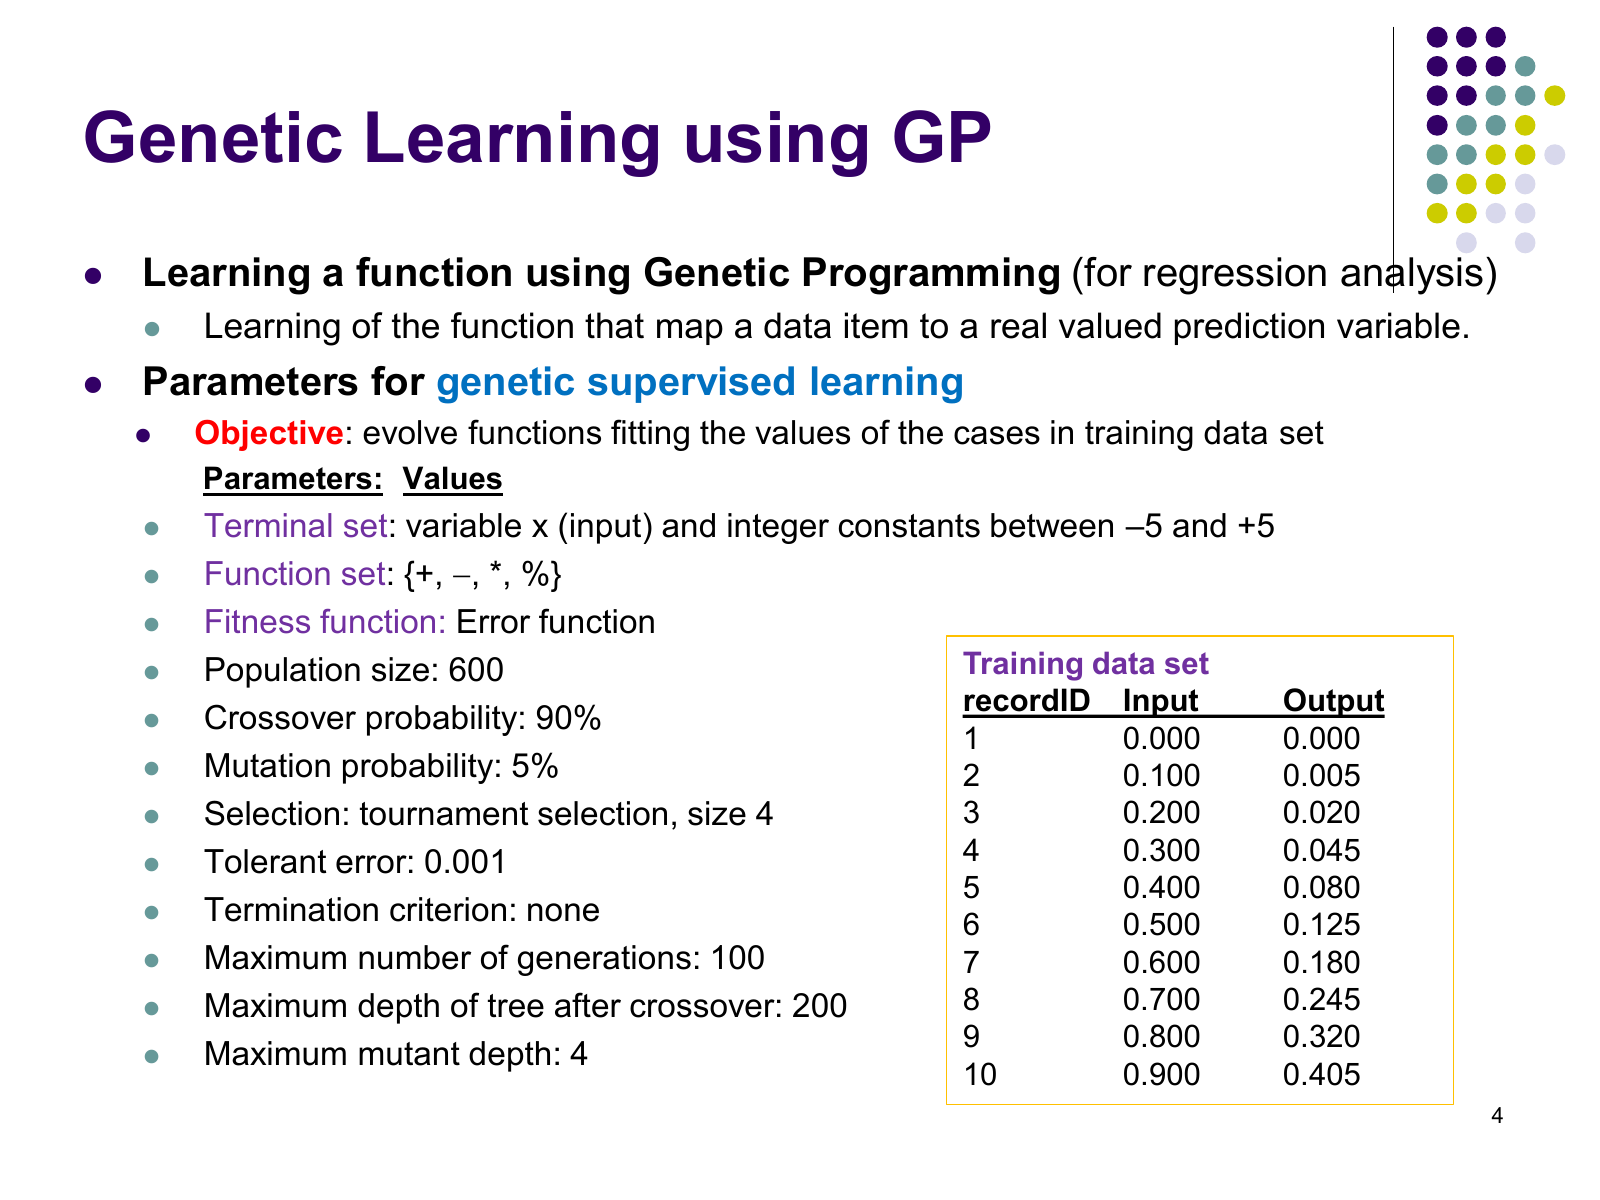 Genetic Learning using GP
Learning a function using Genetic Programming (for regression analysis)
Learning of the function that map a data item to a real valued prediction variable.
Parameters for genetic supervised learning
Objective: evolve functions fitting the values of the cases in training data set
Parameters: Values
Terminal set: variable x (input) and integer constants between –5 and +5
Function set: {+, −, *, %}
Fitness function: Error function
Population size: 600
Crossover probability: 90%
Mutation probability: 5%
Selection: tournament selection, size 4
Tolerant error: 0.001
Termination criterion: none
Maximum number of generations: 100
Maximum depth of tree after crossover: 200
Maximum mutant depth: 4
Training data set
recordID Input Output
1 0.000 0.000
2 0.100 0.005
3 0.200 0.020
4 0.300 0.045
5 0.400 0.080
6 0.500 0.125
7 0.600 0.180
8 0.700 0.245
9 0.800 0.320
10 0.900 0.405
4